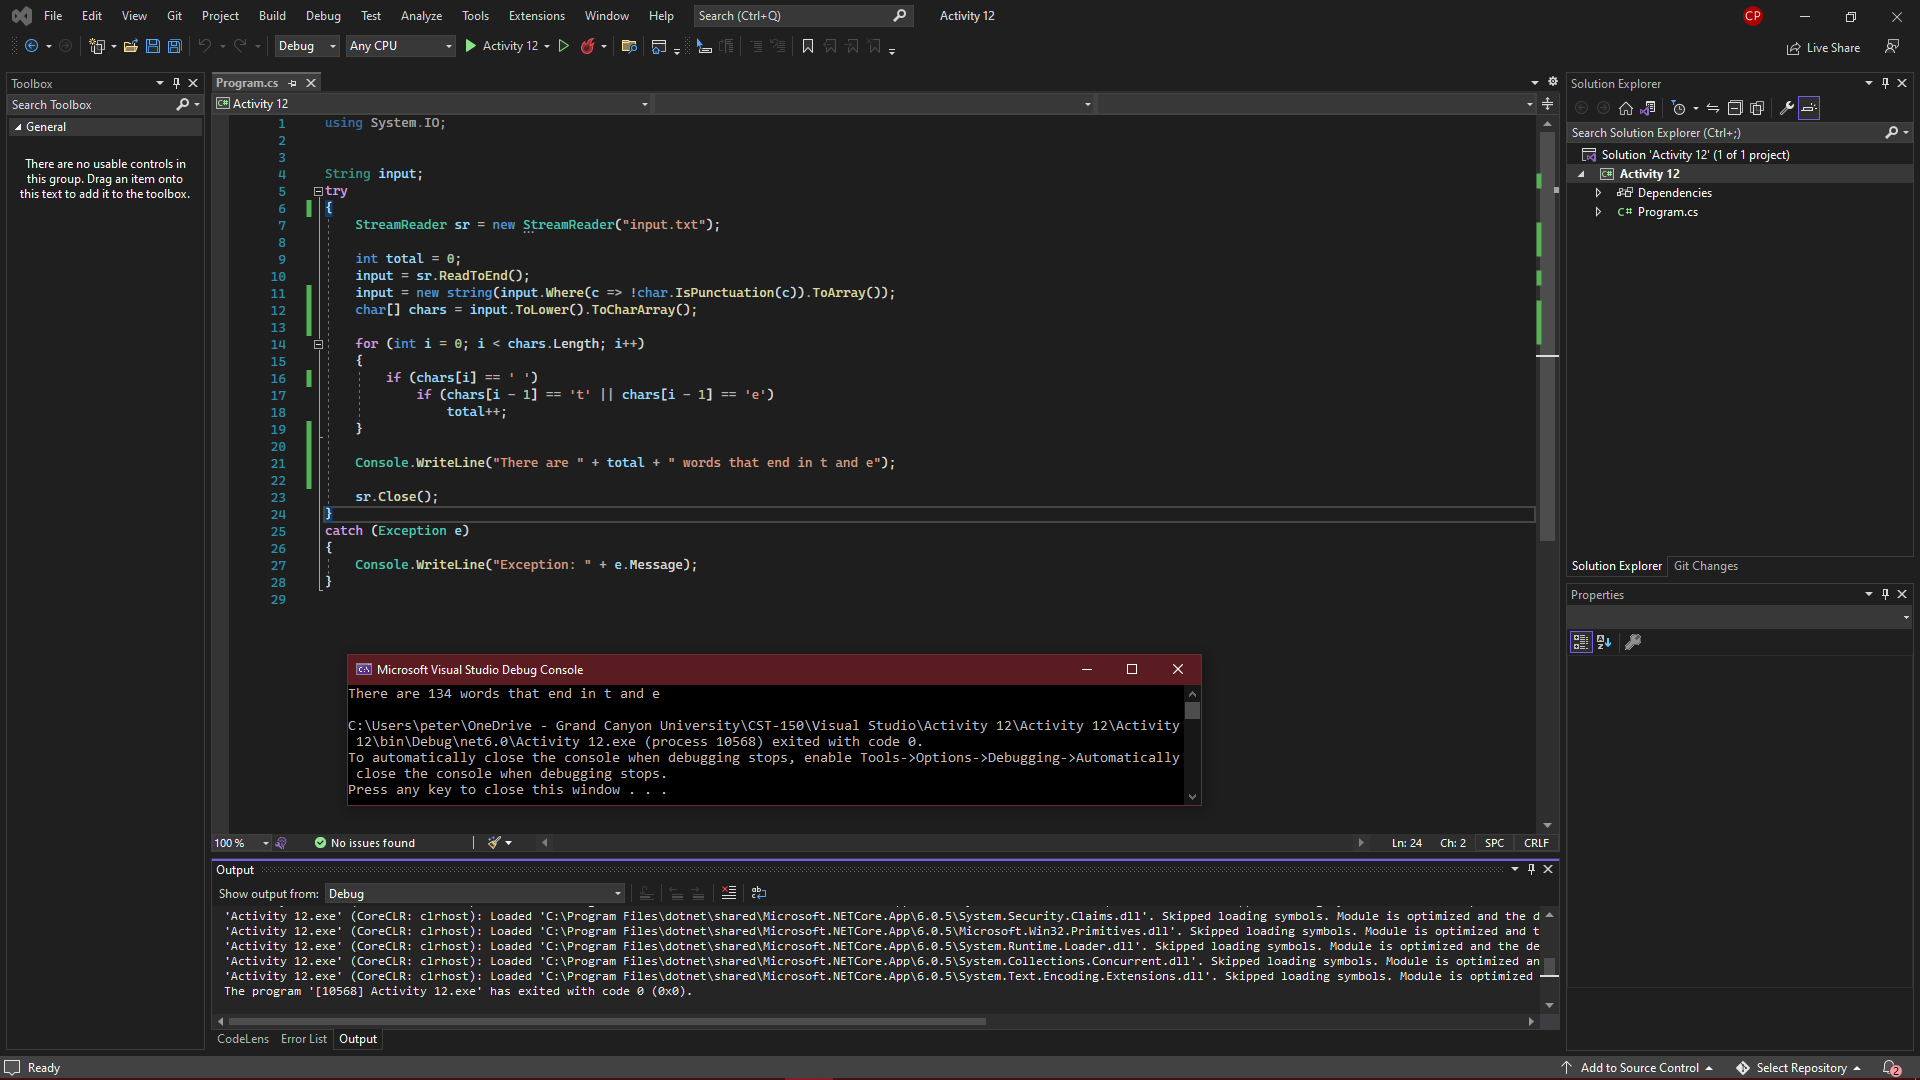 File Edit View Git Project Build Debug Test Analyze Tools Extensions Window Help Search (Ctrl+Q) Activity 12 CP
Debug Any CPU Activity 12 Live Share
Toolbox
Search Toolbox
General
There are no usable controls in
this group. Drag an item onto
this text to add it to the toolbox.
Program.cs
C# Activity 12
1 using System.IO;
2
3
4 String input;
5 try
6 {
7 StreamReader sr = new StreamReader("input.txt");
8
9 int total = 0;
10 input = sr.ReadToEnd();
11 input = new string(input.Where(c => !char.IsPunctuation(c)).ToArray());
12 char[] chars = input.ToLower().ToCharArray();
13
14 for (int i = 0; i < chars.Length; i++)
15 {
16 if (chars[i] == ' ')
17 if (chars[i - 1] == 't' || chars[i - 1] == 'e')
18 total++;
19 }
20
21 Console.WriteLine("There are " + total + " words that end in t and e");
22
23 sr.Close();
24 }
25 catch (Exception e)
26 {
27 Console.WriteLine("Exception: " + e.Message);
28 }
29
Microsoft Visual Studio Debug Console
There are 134 words that end in t and e
C:\Users\peter\OneDrive - Grand Canyon University\CST-150\Visual Studio\Activity 12\Activity 12\Activity
12\bin\Debug\net6.0\Activity 12.exe (process 10568) exited with code 0.
To automatically close the console when debugging stops, enable Tools->Options->Debugging->Automatically
close the console when debugging stops.
Press any key to close this window . . .
100 % No issues found Ln: 24 Ch: 2 SPC CRLF
Output
Show output from: Debug
'Activity 12.exe' (CoreCLR: clrhost): Loaded 'C:\Program Files\dotnet\shared\Microsoft.NETCore.App\6.0.5\System.Security.Claims.dll'. Skipped loading symbols. Module is optimized and the d
'Activity 12.exe' (CoreCLR: clrhost): Loaded 'C:\Program Files\dotnet\shared\Microsoft.NETCore.App\6.0.5\Microsoft.Win32.Primitives.dll'. Skipped loading symbols. Module is optimized and t
'Activity 12.exe' (CoreCLR: clrhost): Loaded 'C:\Program Files\dotnet\shared\Microsoft.NETCore.App\6.0.5\System.Runtime.Loader.dll'. Skipped loading symbols. Module is optimized and the de
'Activity 12.exe' (CoreCLR: clrhost): Loaded 'C:\Program Files\dotnet\shared\Microsoft.NETCore.App\6.0.5\System.Collections.Concurrent.dll'. Skipped loading symbols. Module is optimized an
'Activity 12.exe' (CoreCLR: clrhost): Loaded 'C:\Program Files\dotnet\shared\Microsoft.NETCore.App\6.0.5\System.Text.Encoding.Extensions.dll'. Skipped loading symbols. Module is optimized
The program '[10568] Activity 12.exe' has exited with code 0 (0x0).
CodeLens Error List Output
Solution Explorer
Search Solution Explorer (Ctrl+;)
Solution 'Activity 12' (1 of 1 project)
C# Activity 12
Dependencies
C# Program.cs
Solution Explorer Git Changes
Properties
Ready Add to Source Control Select Repository 2